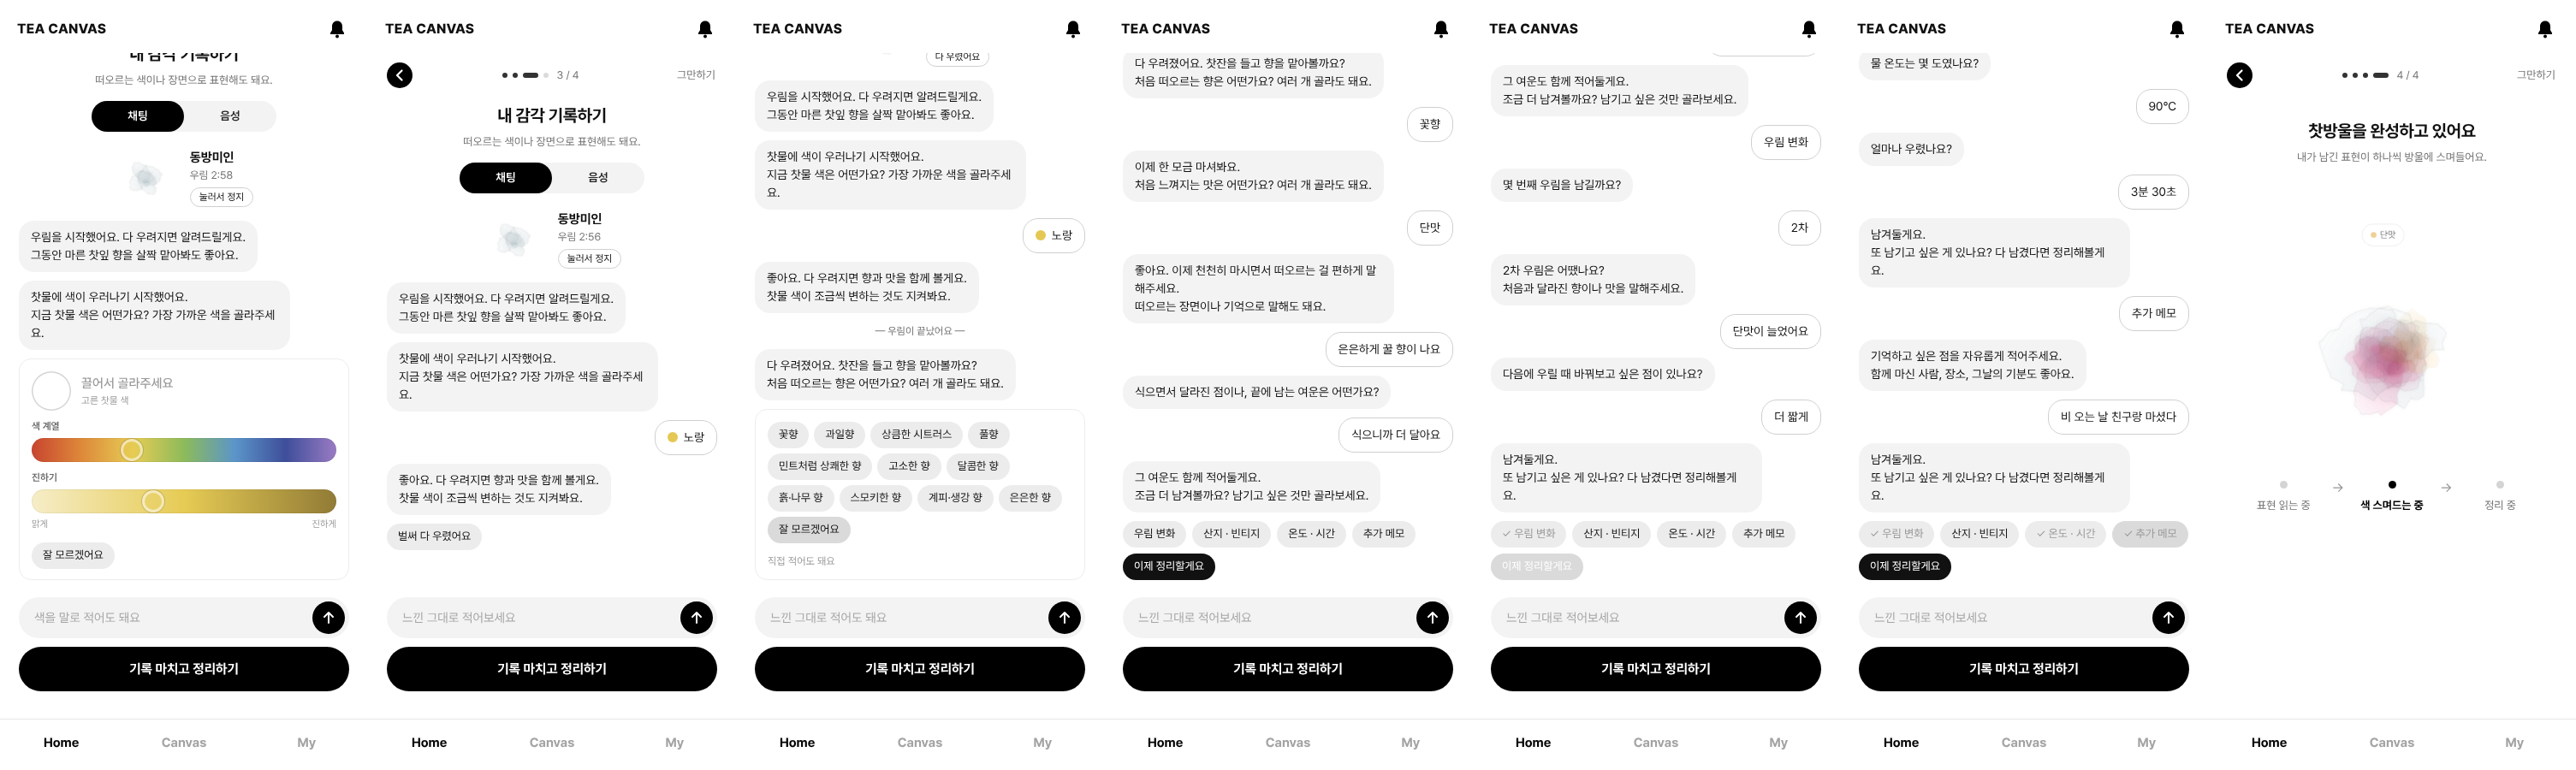 TEA CANVAS
내 감각 기록하기
떠오르는 색이나 장면으로 표현해도 돼요.
채팅
음성
동방미인
우림 2:58
눌러서 정지
우림을 시작했어요. 다 우려지면 알려드릴게요.
그동안 마른 찻잎 향을 살짝 맡아봐도 좋아요.
찻물에 색이 우러나기 시작했어요.
지금 찻물 색은 어떤가요? 가장 가까운 색을 골라주세
요.
끌어서 골라주세요
고른 찻물 색
색 계열
진하기
맑게
진하게
잘 모르겠어요
색을 말로 적어도 돼요
기록 마치고 정리하기
Home
Canvas
My
TEA CANVAS
3 / 4
그만하기
내 감각 기록하기
떠오르는 색이나 장면으로 표현해도 돼요.
채팅
음성
동방미인
우림 2:56
눌러서 정지
우림을 시작했어요. 다 우려지면 알려드릴게요.
그동안 마른 찻잎 향을 살짝 맡아봐도 좋아요.
찻물에 색이 우러나기 시작했어요.
지금 찻물 색은 어떤가요? 가장 가까운 색을 골라주세
요.
노랑
좋아요. 다 우려지면 향과 맛을 함께 볼게요.
찻물 색이 조금씩 변하는 것도 지켜봐요.
벌써 다 우렸어요
느낀 그대로 적어보세요
기록 마치고 정리하기
Home
Canvas
My
TEA CANVAS
다 우렸어요
우림을 시작했어요. 다 우려지면 알려드릴게요.
그동안 마른 찻잎 향을 살짝 맡아봐도 좋아요.
찻물에 색이 우러나기 시작했어요.
지금 찻물 색은 어떤가요? 가장 가까운 색을 골라주세
요.
노랑
좋아요. 다 우려지면 향과 맛을 함께 볼게요.
찻물 색이 조금씩 변하는 것도 지켜봐요.
— 우림이 끝났어요 —
다 우려졌어요. 찻잔을 들고 향을 맡아볼까요?
처음 떠오르는 향은 어떤가요? 여러 개 골라도 돼요.
꽃향
과일향
상큼한 시트러스
풀향
민트처럼 상쾌한 향
고소한 향
달콤한 향
흙·나무 향
스모키한 향
계피·생강 향
은은한 향
잘 모르겠어요
직접 적어도 돼요
느낀 그대로 적어도 돼요
기록 마치고 정리하기
Home
Canvas
My
TEA CANVAS
다 우려졌어요. 찻잔을 들고 향을 맡아볼까요?
처음 떠오르는 향은 어떤가요? 여러 개 골라도 돼요.
꽃향
이제 한 모금 마셔봐요.
처음 느껴지는 맛은 어떤가요? 여러 개 골라도 돼요.
단맛
좋아요. 이제 천천히 마시면서 떠오르는 걸 편하게 말
해주세요.
떠오르는 장면이나 기억으로 말해도 돼요.
은은하게 꿀 향이 나요
식으면서 달라진 점이나, 끝에 남는 여운은 어떤가요?
식으니까 더 달아요
그 여운도 함께 적어둘게요.
조금 더 남겨볼까요? 남기고 싶은 것만 골라보세요.
우림 변화
산지 · 빈티지
온도 · 시간
추가 메모
이제 정리할게요
느낀 그대로 적어보세요
기록 마치고 정리하기
Home
Canvas
My
TEA CANVAS
그 여운도 함께 적어둘게요.
조금 더 남겨볼까요? 남기고 싶은 것만 골라보세요.
우림 변화
몇 번째 우림을 남길까요?
2차
2차 우림은 어땠나요?
처음과 달라진 향이나 맛을 말해주세요.
단맛이 늘었어요
다음에 우릴 때 바꿔보고 싶은 점이 있나요?
더 짧게
남겨둘게요.
또 남기고 싶은 게 있나요? 다 남겼다면 정리해볼게
요.
✓ 우림 변화
산지 · 빈티지
온도 · 시간
추가 메모
이제 정리할게요
느낀 그대로 적어보세요
기록 마치고 정리하기
Home
Canvas
My
TEA CANVAS
물 온도는 몇 도였나요?
90℃
얼마나 우렸나요?
3분 30초
남겨둘게요.
또 남기고 싶은 게 있나요? 다 남겼다면 정리해볼게
요.
추가 메모
기억하고 싶은 점을 자유롭게 적어주세요.
함께 마신 사람, 장소, 그날의 기분도 좋아요.
비 오는 날 친구랑 마셨다
남겨둘게요.
또 남기고 싶은 게 있나요? 다 남겼다면 정리해볼게
요.
✓ 우림 변화
산지 · 빈티지
✓ 온도 · 시간
✓ 추가 메모
이제 정리할게요
느낀 그대로 적어보세요
기록 마치고 정리하기
Home
Canvas
My
TEA CANVAS
4 / 4
그만하기
찻방울을 완성하고 있어요
내가 남긴 표현이 하나씩 방울에 스며들어요.
단맛
표현 읽는 중
→
색 스며드는 중
→
정리 중
Home
Canvas
My